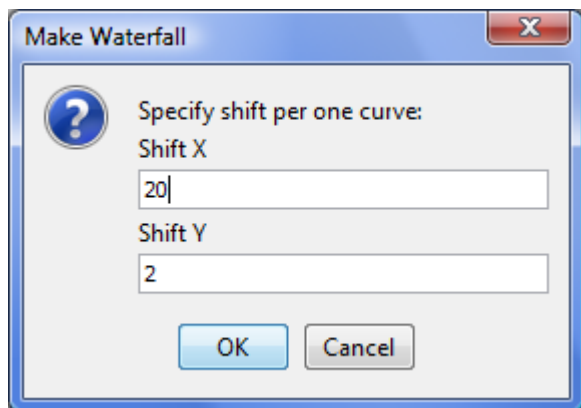 Make Waterfall
Specify shift per one curve:
Shift X
20
Shift Y
2
OK Cancel